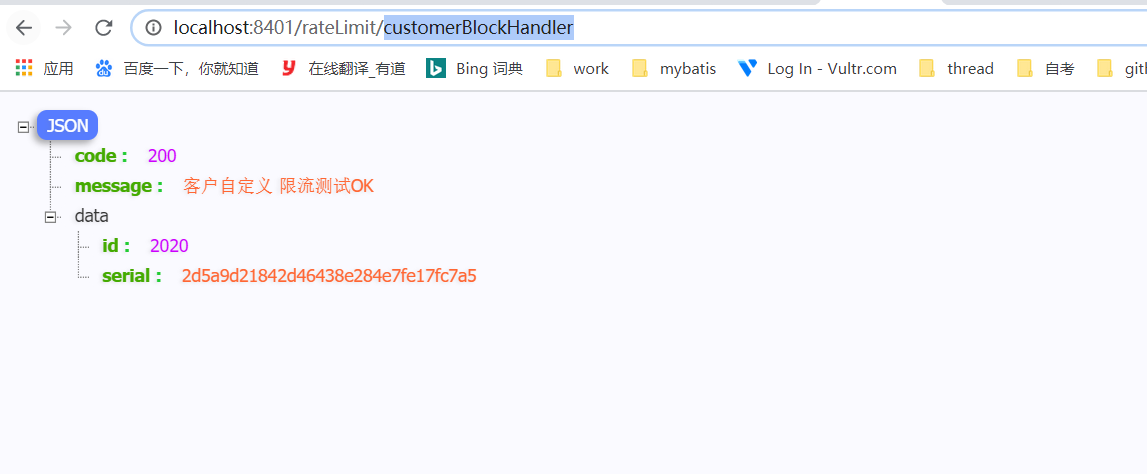 localhost:8401/rateLimit/customerBlockHandler
应用 百度一下，你就知道 在线翻译_有道 Bing 词典 work mybatis Log In - Vultr.com thread 自考
JSON
code : 200
message : 客户自定义 限流测试OK
data
id : 2020
serial : 2d5a9d21842d46438e284e7fe17fc7a5